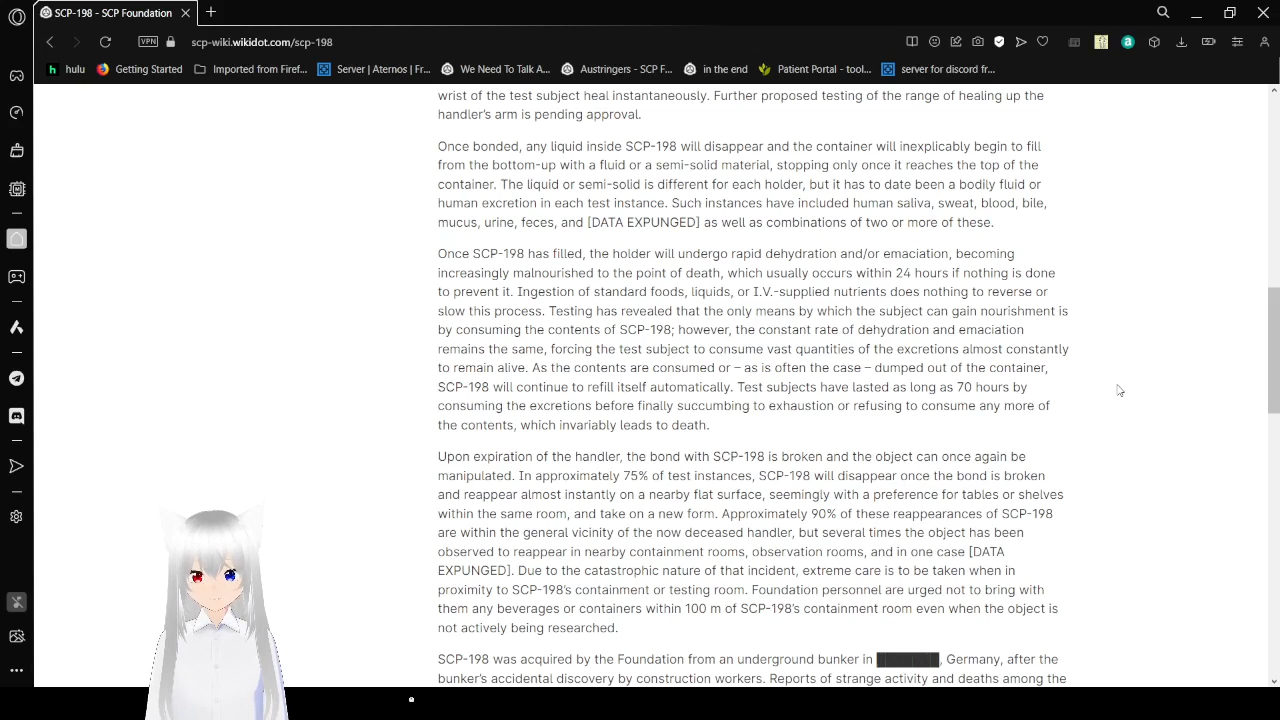 SCP-198 - SCP Foundation
VPN
scp-wiki.wikidot.com/scp-198
hulu
Getting Started
Imported from Firef...
Server | Aternos | Fr...
We Need To Talk A...
Austringers - SCP F...
in the end
Patient Portal - tool...
server for discord fr...
wrist of the test subject heal instantaneously. Further proposed testing of the range of healing up the
handler's arm is pending approval.
Once bonded, any liquid inside SCP-198 will disappear and the container will inexplicably begin to fill
from the bottom-up with a fluid or a semi-solid material, stopping only once it reaches the top of the
container. The liquid or semi-solid is different for each holder, but it has to date been a bodily fluid or
human excretion in each test instance. Such instances have included human saliva, sweat, blood, bile,
mucus, urine, feces, and [DATA EXPUNGED] as well as combinations of two or more of these.
Once SCP-198 has filled, the holder will undergo rapid dehydration and/or emaciation, becoming
increasingly malnourished to the point of death, which usually occurs within 24 hours if nothing is done
to prevent it. Ingestion of standard foods, liquids, or I.V.-supplied nutrients does nothing to reverse or
slow this process. Testing has revealed that the only means by which the subject can gain nourishment is
by consuming the contents of SCP-198; however, the constant rate of dehydration and emaciation
remains the same, forcing the test subject to consume vast quantities of the excretions almost constantly
to remain alive. As the contents are consumed or – as is often the case – dumped out of the container,
SCP-198 will continue to refill itself automatically. Test subjects have lasted as long as 70 hours by
consuming the excretions before finally succumbing to exhaustion or refusing to consume any more of
the contents, which invariably leads to death.
Upon expiration of the handler, the bond with SCP-198 is broken and the object can once again be
manipulated. In approximately 75% of test instances, SCP-198 will disappear once the bond is broken
and reappear almost instantly on a nearby flat surface, seemingly with a preference for tables or shelves
within the same room, and take on a new form. Approximately 90% of these reappearances of SCP-198
are within the general vicinity of the now deceased handler, but several times the object has been
observed to reappear in nearby containment rooms, observation rooms, and in one case [DATA
EXPUNGED]. Due to the catastrophic nature of that incident, extreme care is to be taken when in
proximity to SCP-198's containment or testing room. Foundation personnel are urged not to bring with
them any beverages or containers within 100 m of SCP-198's containment room even when the object is
not actively being researched.
SCP-198 was acquired by the Foundation from an underground bunker in ███████, Germany, after the
bunker's accidental discovery by construction workers. Reports of strange activity and deaths among the